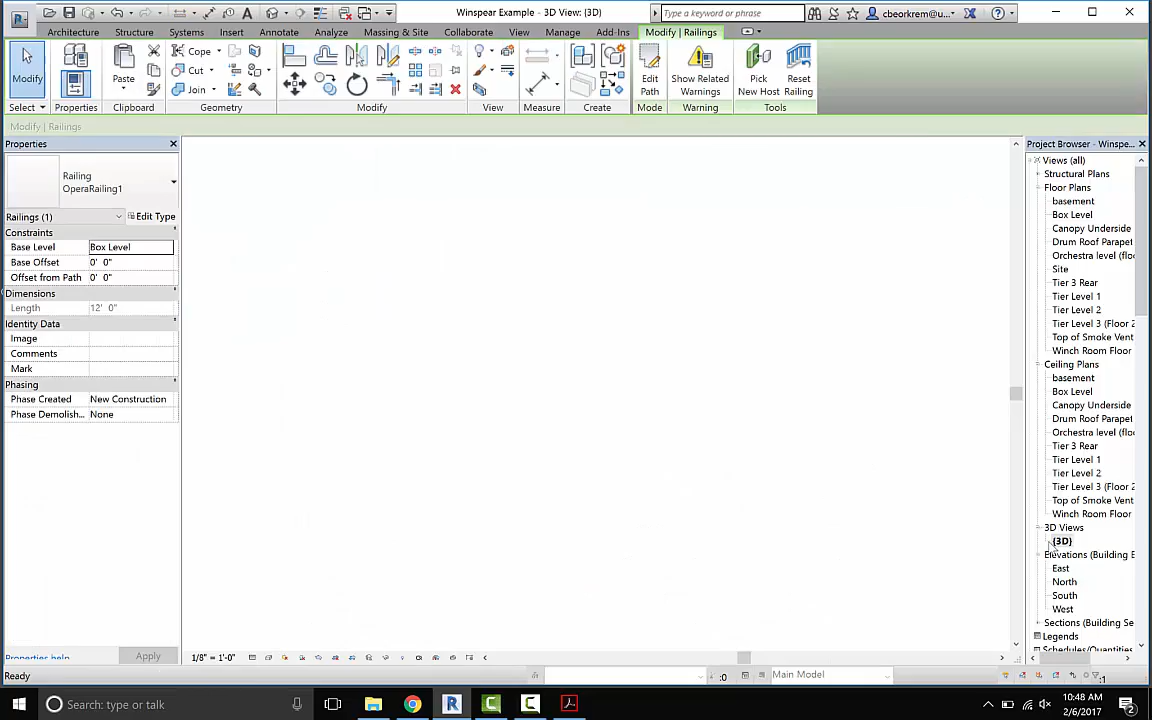 Winspear Example - 3D View: {3D}
Type a keyword or phrase
cbeorkrem@u...
Architecture Structure Systems Insert Annotate Analyze Massing & Site Collaborate View Manage Add-Ins Modify | Railings
Modify
Paste
Cope
Cut
Join
Edit Path
Show Related Warnings
Pick New Host
Reset Railing
Select Properties Clipboard Geometry Modify View Measure Create Mode Warning Tools
Modify | Railings
Properties
Railing
OperaRailing1
Railings (1)
Edit Type
Constraints
Base Level Box Level
Base Offset 0' 0"
Offset from Path 0' 0"
Dimensions
Length 12' 0"
Identity Data
Image
Comments
Mark
Phasing
Phase Created New Construction
Phase Demolish... None
Properties help
Apply
1/8" = 1'-0"
Project Browser - Winspe...
Views (all)
Structural Plans
Floor Plans
basement
Box Level
Canopy Underside
Drum Roof Parapet
Orchestra level (floo
Site
Tier 3 Rear
Tier Level 1
Tier Level 2
Tier Level 3 (Floor 2
Top of Smoke Vent
Winch Room Floor
Ceiling Plans
basement
Box Level
Canopy Underside
Drum Roof Parapet
Orchestra level (floo
Tier 3 Rear
Tier Level 1
Tier Level 2
Tier Level 3 (Floor 2
Top of Smoke Vent
Winch Room Floor
3D Views
{3D}
Elevations (Building E
East
North
South
West
Sections (Building Se
Legends
Schedules/Quantities
Ready
:0
Main Model
:1
Search: type or talk
10:48 AM
2/6/2017